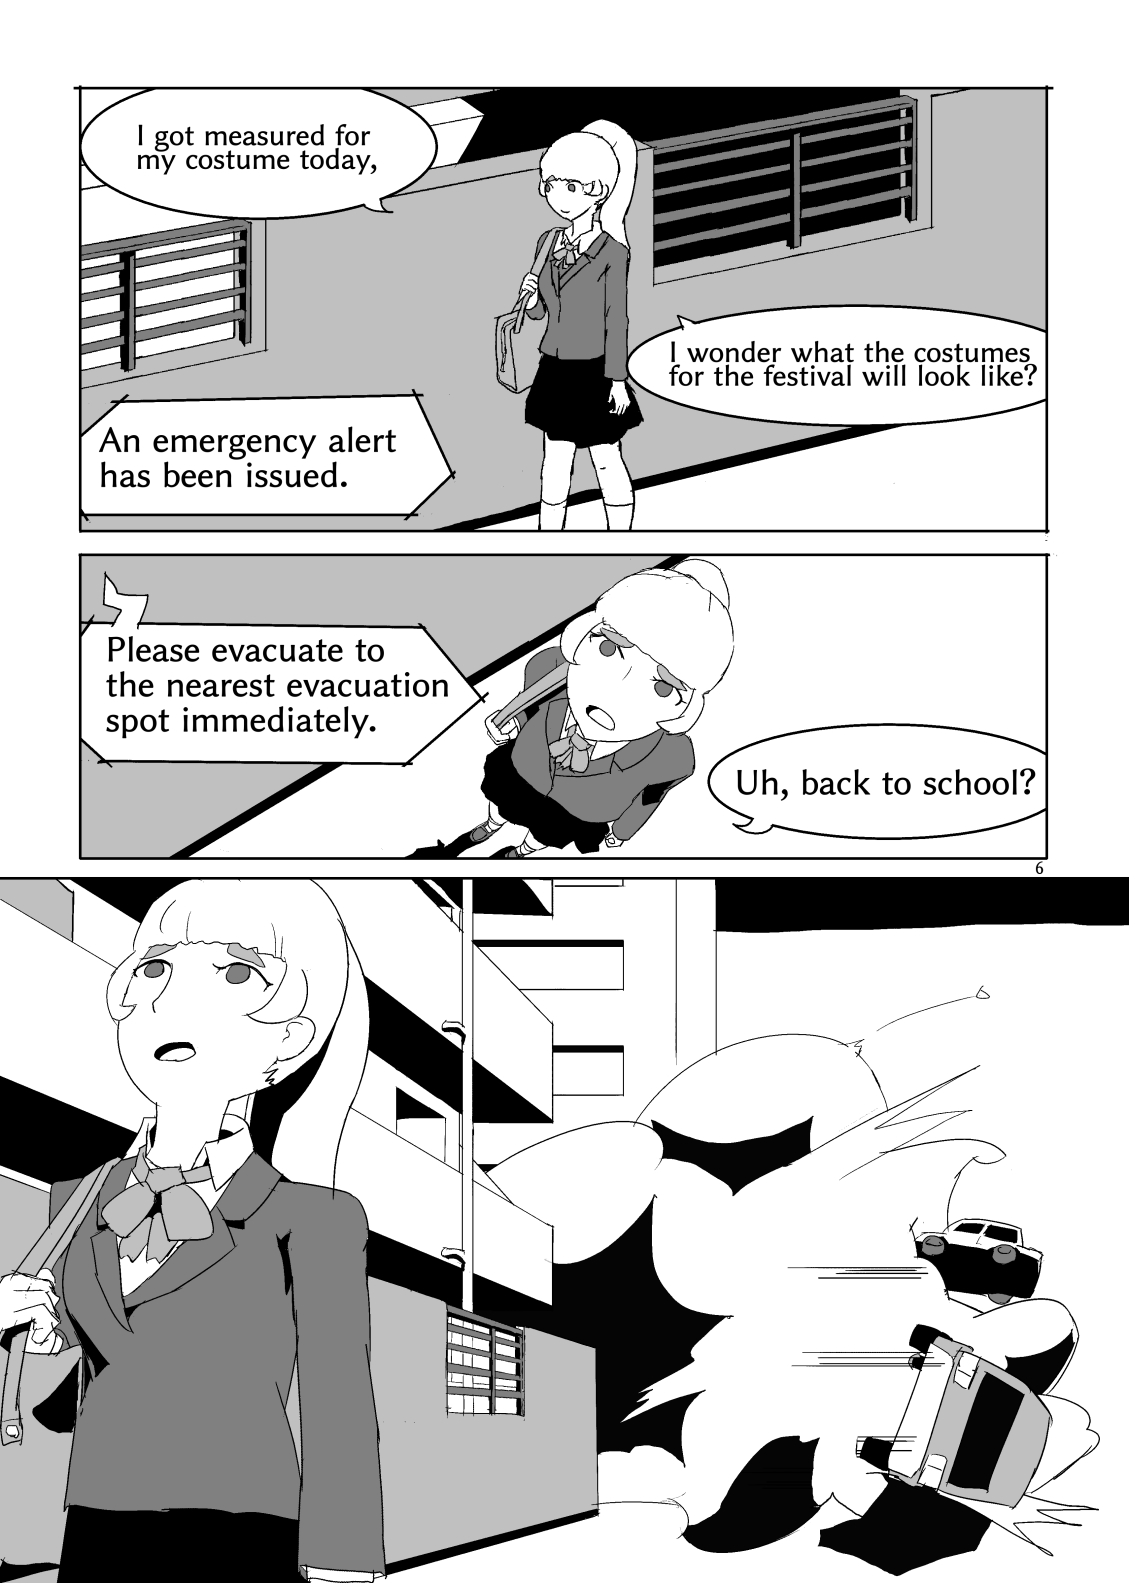 I got measured for
my costume today,
I wonder what the costumes
for the festival will look like?
An emergency alert
has been issued.
Please evacuate to
the nearest evacuation
spot immediately.
Uh, back to school?
6